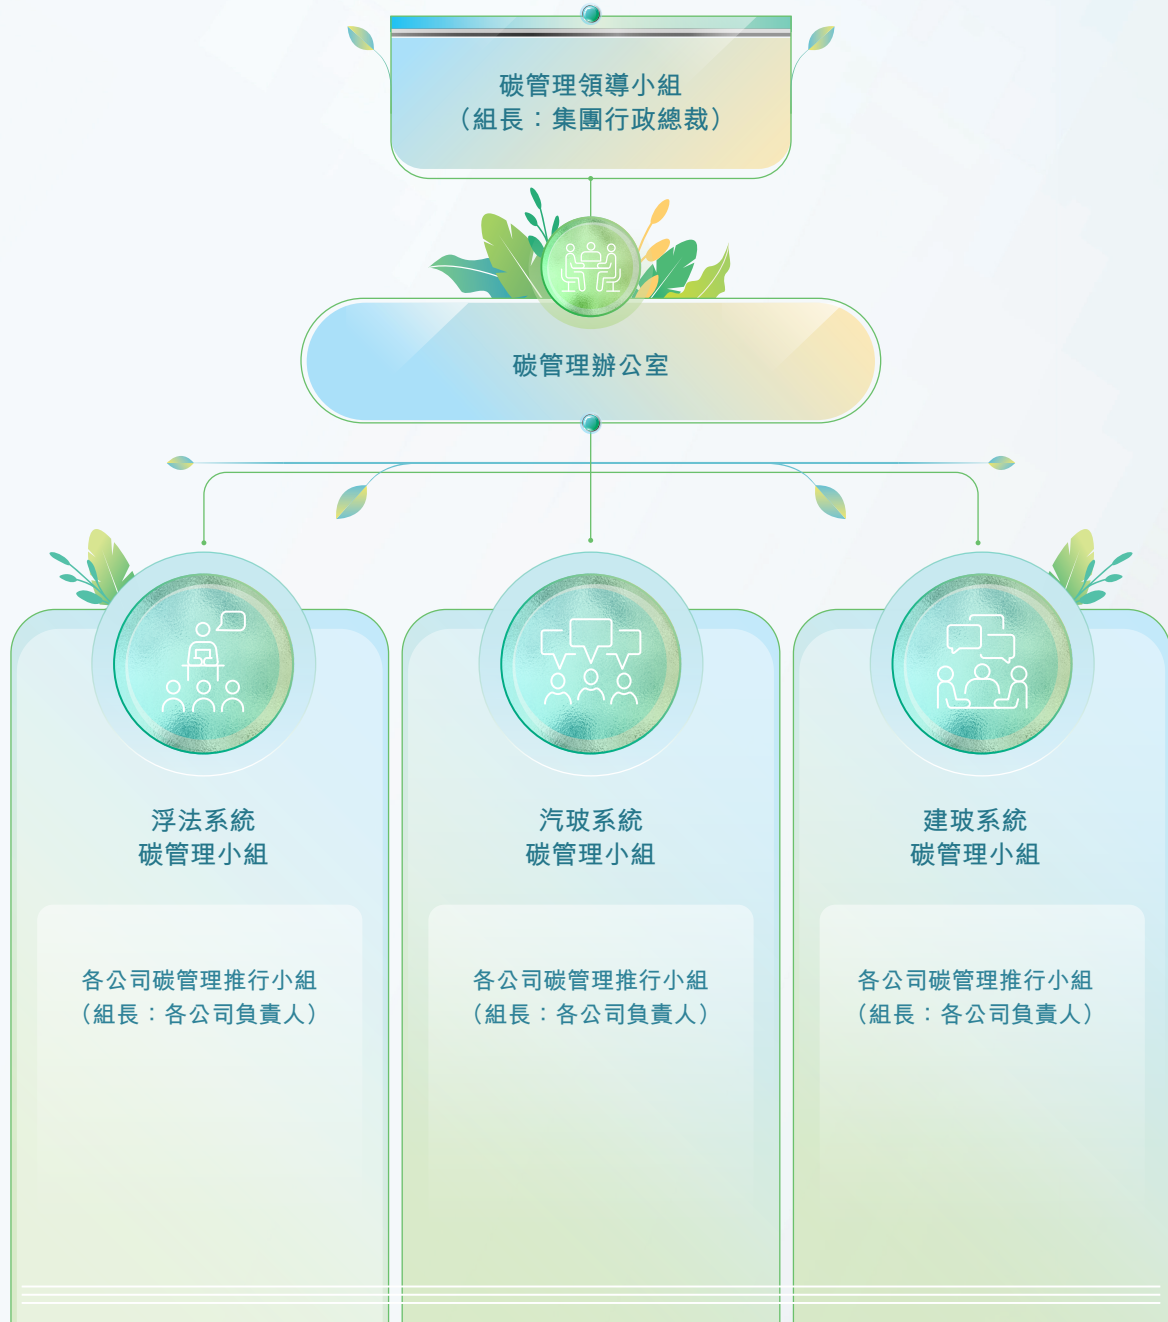 碳管理領導小組
（組長：集團行政總裁）
碳管理辦公室
浮法系統
碳管理小組
各公司碳管理推行小組
（組長：各公司負責人）
汽玻系統
碳管理小組
各公司碳管理推行小組
（組長：各公司負責人）
建玻系統
碳管理小組
各公司碳管理推行小組
（組長：各公司負責人）